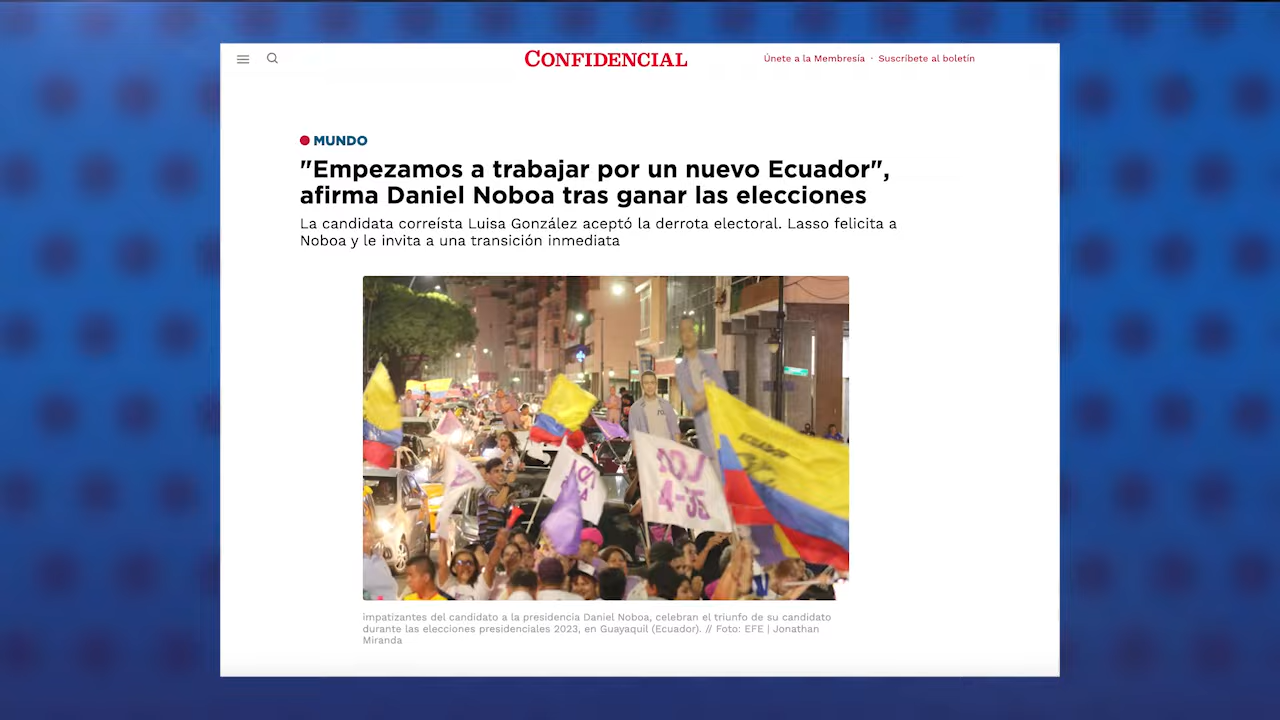 CONFIDENCIAL
Únete a la Membresía · Suscríbete al boletín
MUNDO
"Empezamos a trabajar por un nuevo Ecuador",
afirma Daniel Noboa tras ganar las elecciones
La candidata correísta Luisa González aceptó la derrota electoral. Lasso felicita a
Noboa y le invita a una transición inmediata
4-35
impatizantes del candidato a la presidencia Daniel Noboa, celebran el triunfo de su candidato
durante las elecciones presidenciales 2023, en Guayaquil (Ecuador). // Foto: EFE | Jonathan
Miranda